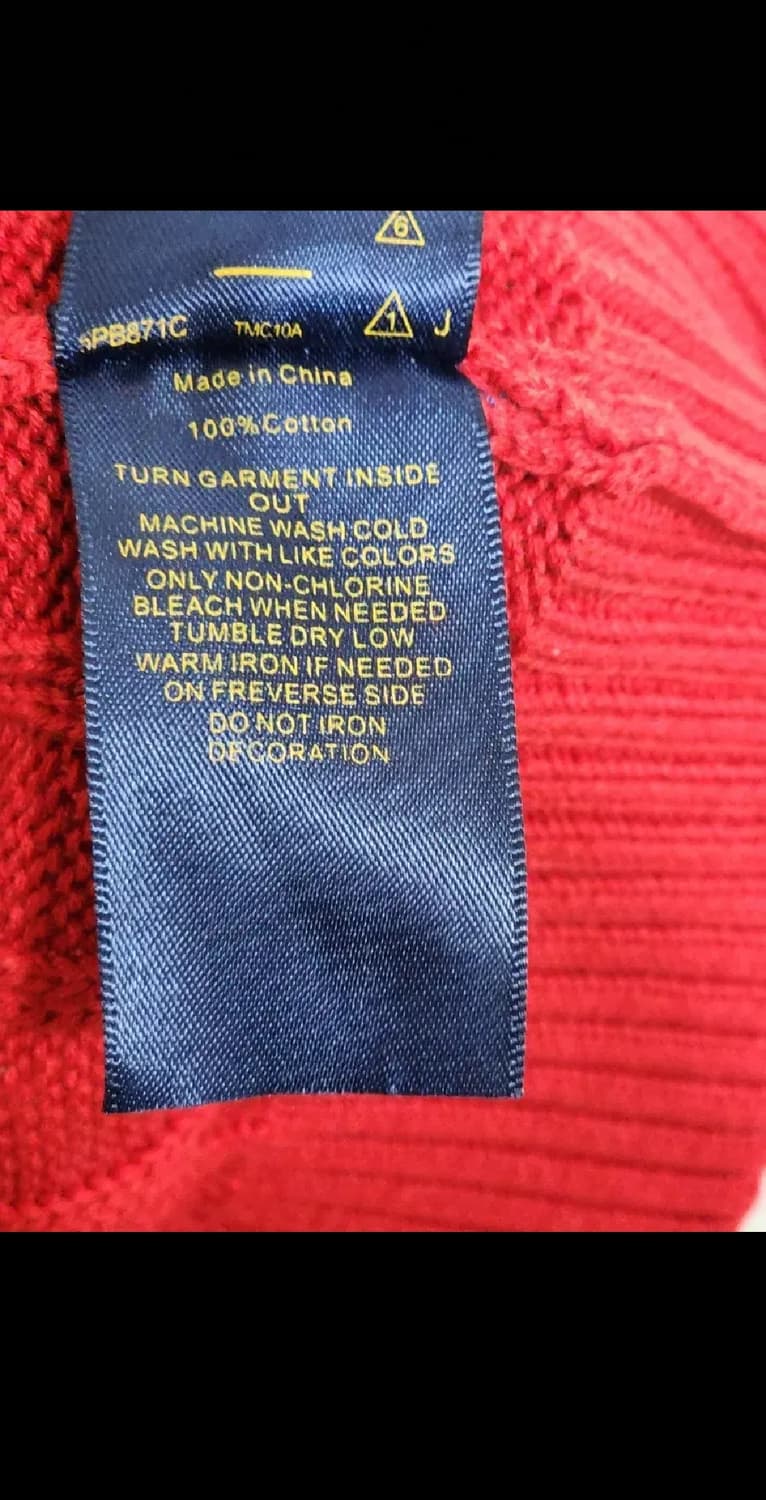 6
PB871C TMC10A 1 J
Made in China
100%Cotton
TURN GARMENT INSIDE
OUT
MACHINE WASH COLD
WASH WITH LIKE COLORS
ONLY NON-CHLORINE
BLEACH WHEN NEEDED
TUMBLE DRY LOW
WARM IRON IF NEEDED
ON FREVERSE SIDE
DO NOT IRON
DECORATION